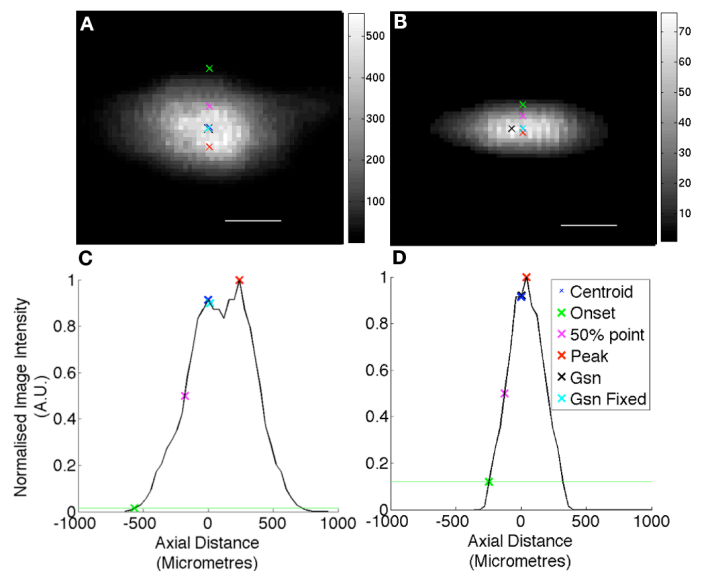 A
500
400
300
200
100
B
70
60
50
40
30
20
10
C
1
0.8
0.6
0.4
0.2
0
-1000
-500
0
500
1000
Normalised Image Intensity
(A.U.)
Axial Distance
(Micrometres)
D
1
0.8
0.6
0.4
0.2
0
-1000
-500
0
500
1000
Axial Distance
(Micrometres)
Centroid
Onset
50% point
Peak
Gsn
Gsn Fixed